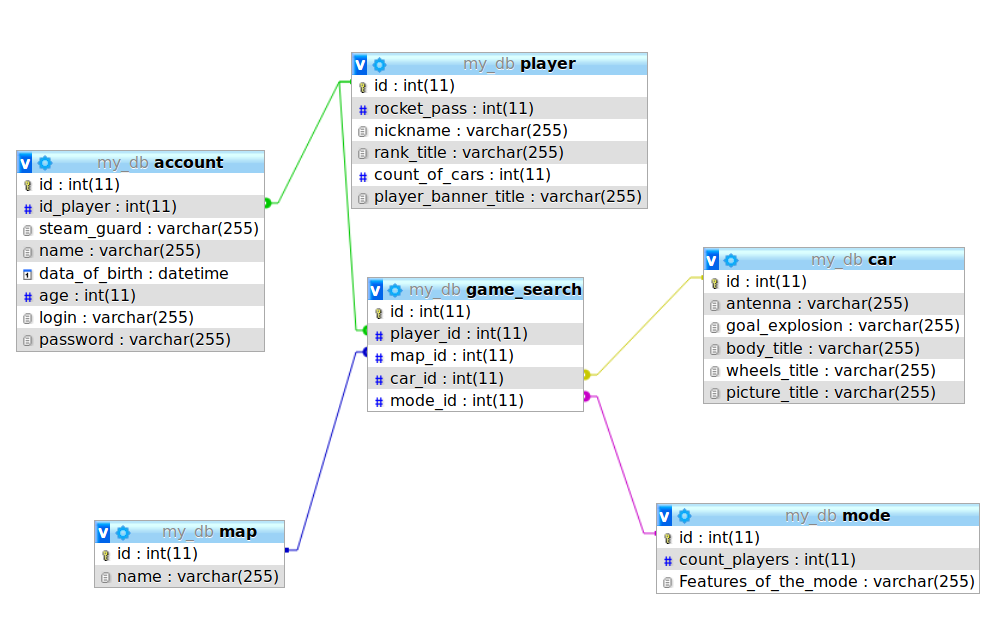 my_db player
id : int(11)
rocket_pass : int(11)
nickname : varchar(255)
rank_title : varchar(255)
count_of_cars : int(11)
player_banner_title : varchar(255)
my_db account
id : int(11)
id_player : int(11)
steam_guard : varchar(255)
name : varchar(255)
data_of_birth : datetime
age : int(11)
login : varchar(255)
password : varchar(255)
my_db game_search
id : int(11)
player_id : int(11)
map_id : int(11)
car_id : int(11)
mode_id : int(11)
my_db car
id : int(11)
antenna : varchar(255)
goal_explosion : varchar(255)
body_title : varchar(255)
wheels_title : varchar(255)
picture_title : varchar(255)
my_db map
id : int(11)
name : varchar(255)
my_db mode
id : int(11)
count_players : int(11)
Features_of_the_mode : varchar(255)